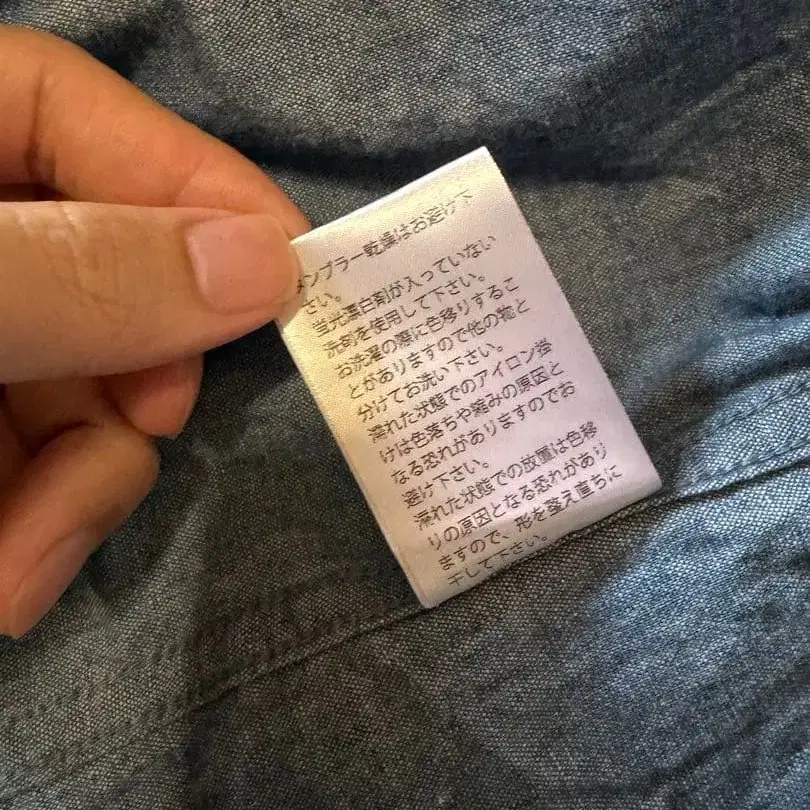 タンブラー乾燥はお避け下
さい。
当光漂白剤が入っていない
洗剤を使用して下さい。
お洗濯の際に色移りするこ
とがありますので他の物と
分けてお洗い下さい。
濡れた状態でのアイロン掛
けは色落ちや縮みの原因と
なる恐れがありますのでお
避け下さい。
濡れた状態での放置は色移
りの原因となる恐れがあり
ますので、形を整え直ちに
干して下さい。